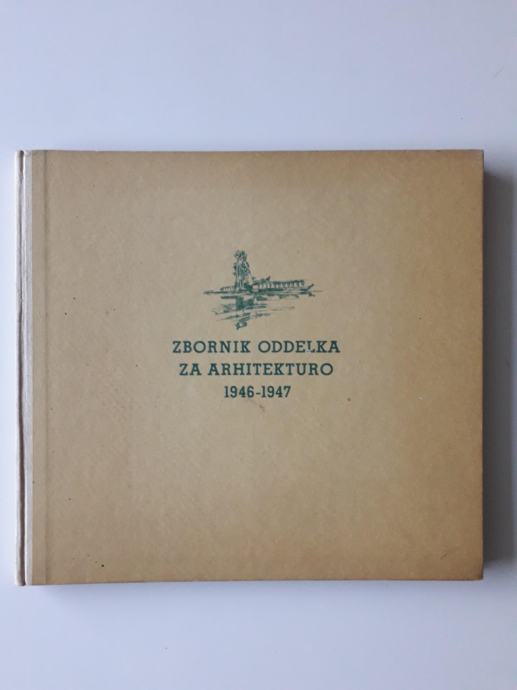 ZBORNIK ODDELKA
ZA ARHITEKTURO
1946-1947